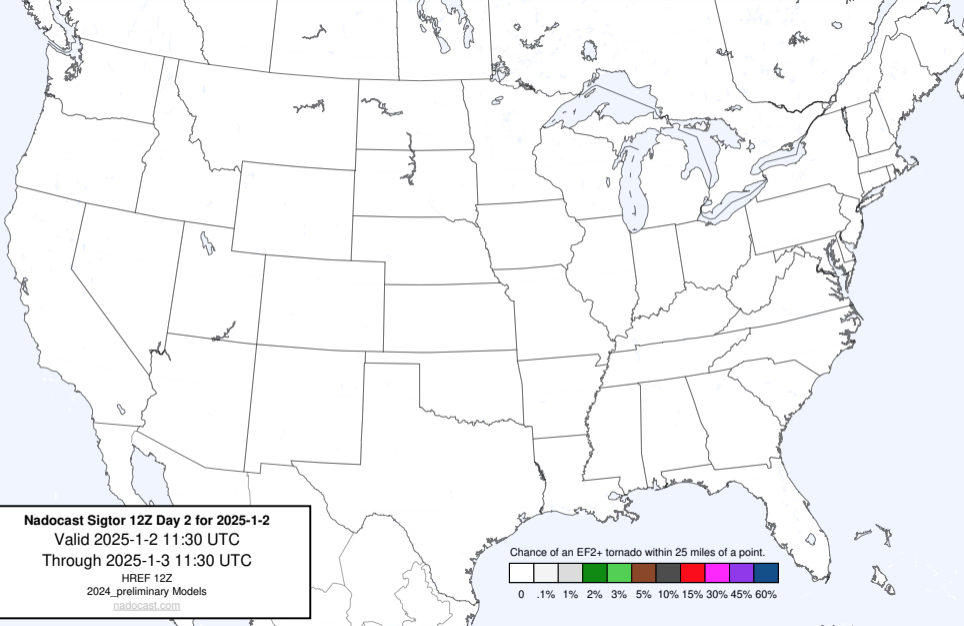 Nadocast Sigtor 12Z Day 2 for 2025-1-2
Valid 2025-1-2 11:30 UTC
Through 2025-1-3 11:30 UTC
HREF 12Z
2024_preliminary Models
nadocast.com
Chance of an EF2+ tornado within 25 miles of a point.
0 .1% 1% 2% 3% 5% 10% 15% 30% 45% 60%